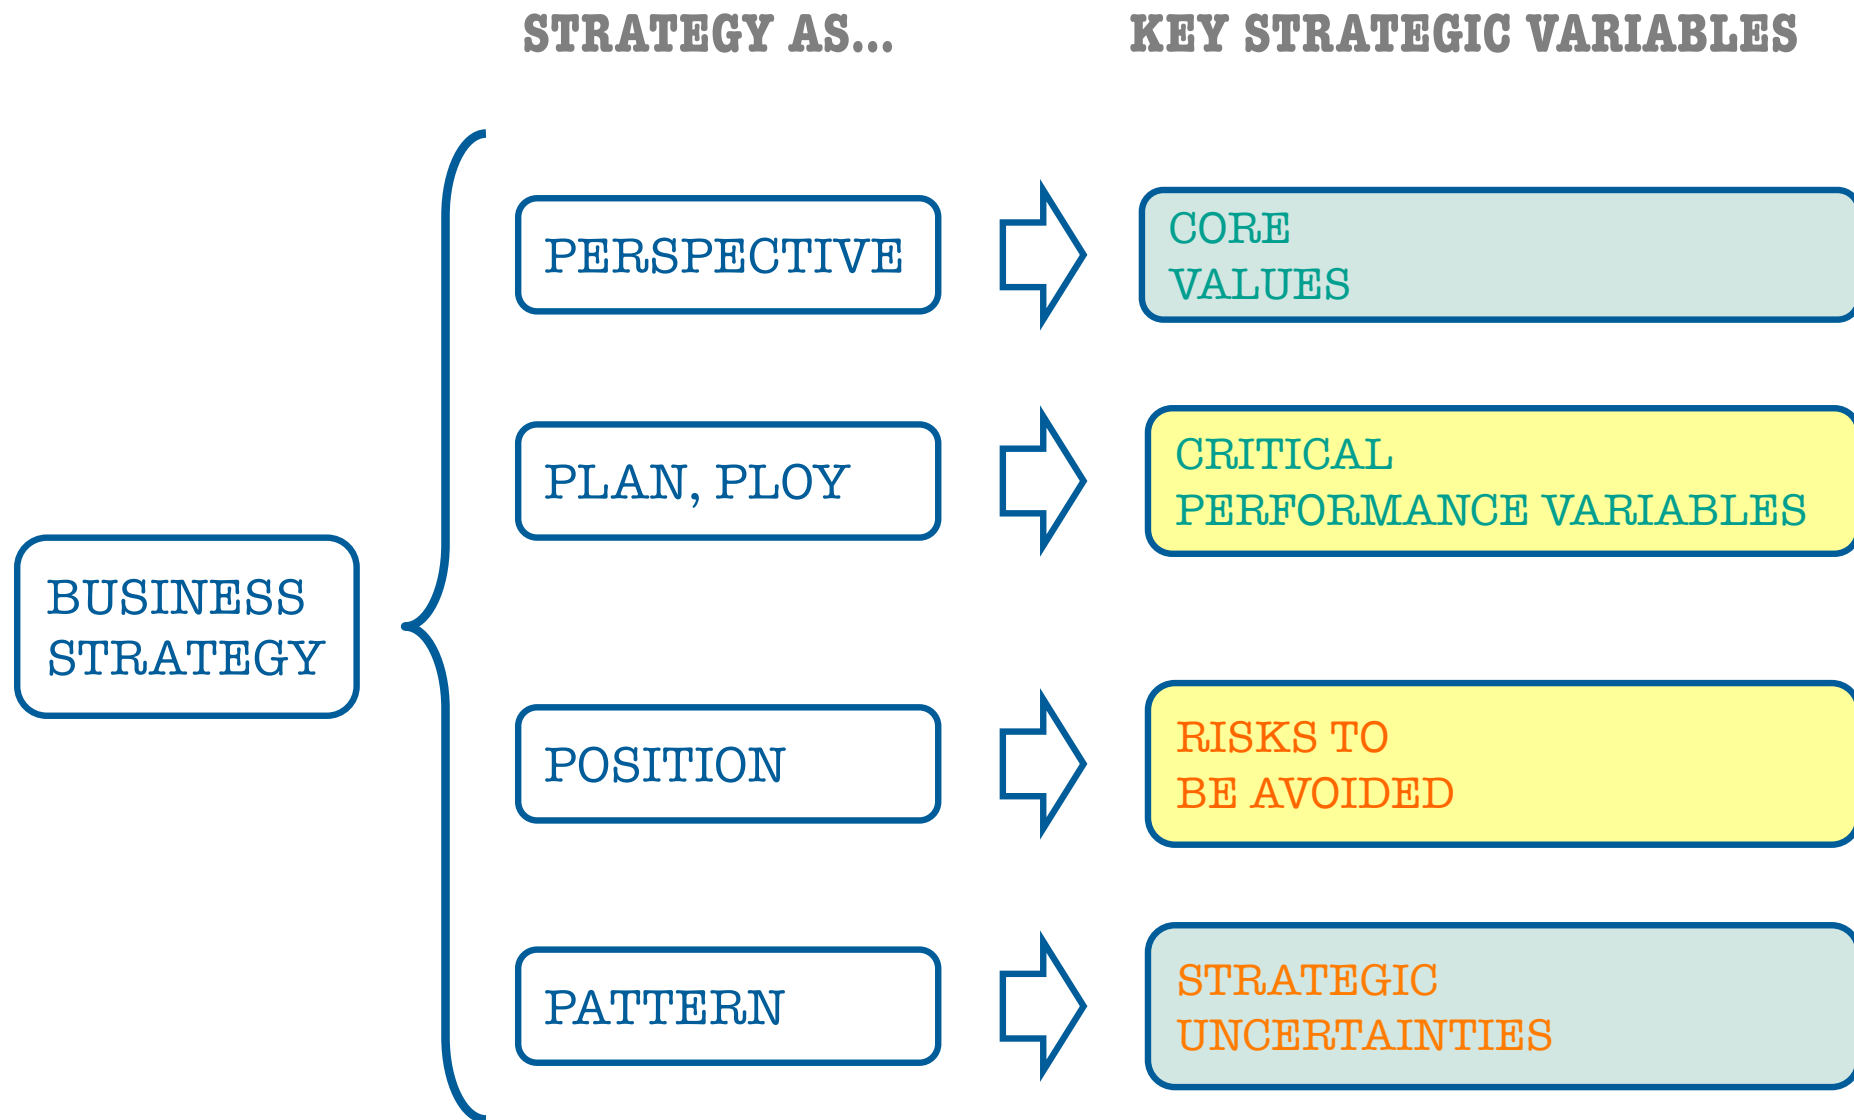 STRATEGY AS...
KEY STRATEGIC VARIABLES
PERSPECTIVE
CORE
VALUES
PLAN, PLOY
CRITICAL
PERFORMANCE VARIABLES
BUSINESS
STRATEGY
POSITION
RISKS TO
BE AVOIDED
PATTERN
STRATEGIC
UNCERTAINTIES